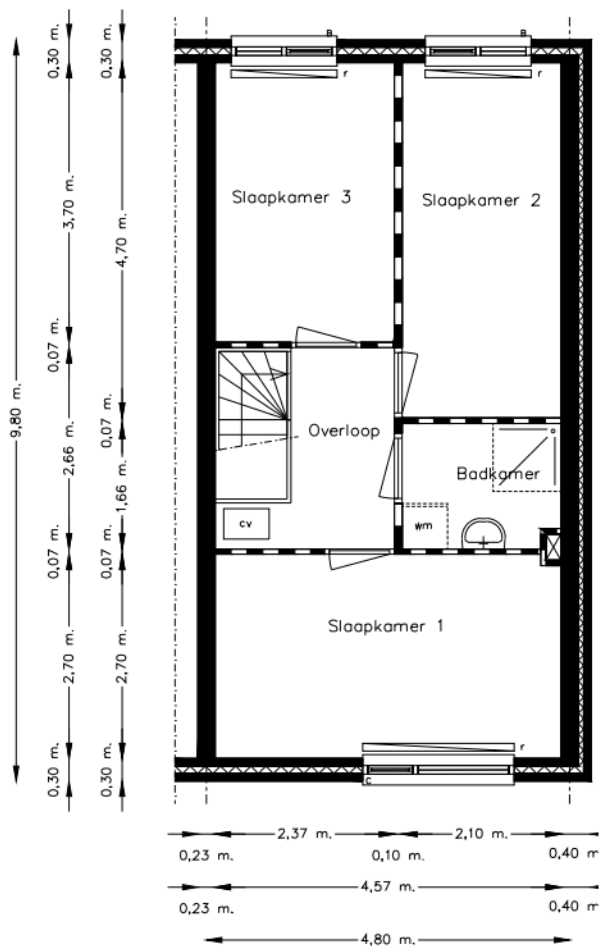 B
B
r
r
0,30 m.
0,30 m.
3,70 m.
4,70 m.
Slaapkamer 3
Slaapkamer 2
0,07 m.
9,80 m.
0,07 m.
2,66 m.
1,66 m.
Overloop
Badkamer
cv
wm
0,07 m.
0,07 m.
Slaapkamer 1
2,70 m.
2,70 m.
r
0,30 m.
0,30 m.
C
2,37 m.
2,10 m.
0,23 m.
0,10 m.
0,40 m
4,57 m.
0,23 m.
0,40 m
4,80 m.